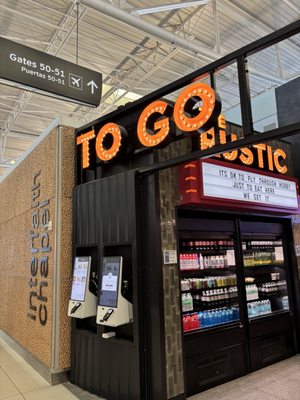 Gates 50-51
Puertas 50-51
TO GO
RUSTIC
IT'S OK TO FLY THROUGH HOBBY
JUST TO EAT HERE
WE GET IT
interfaith
chapel